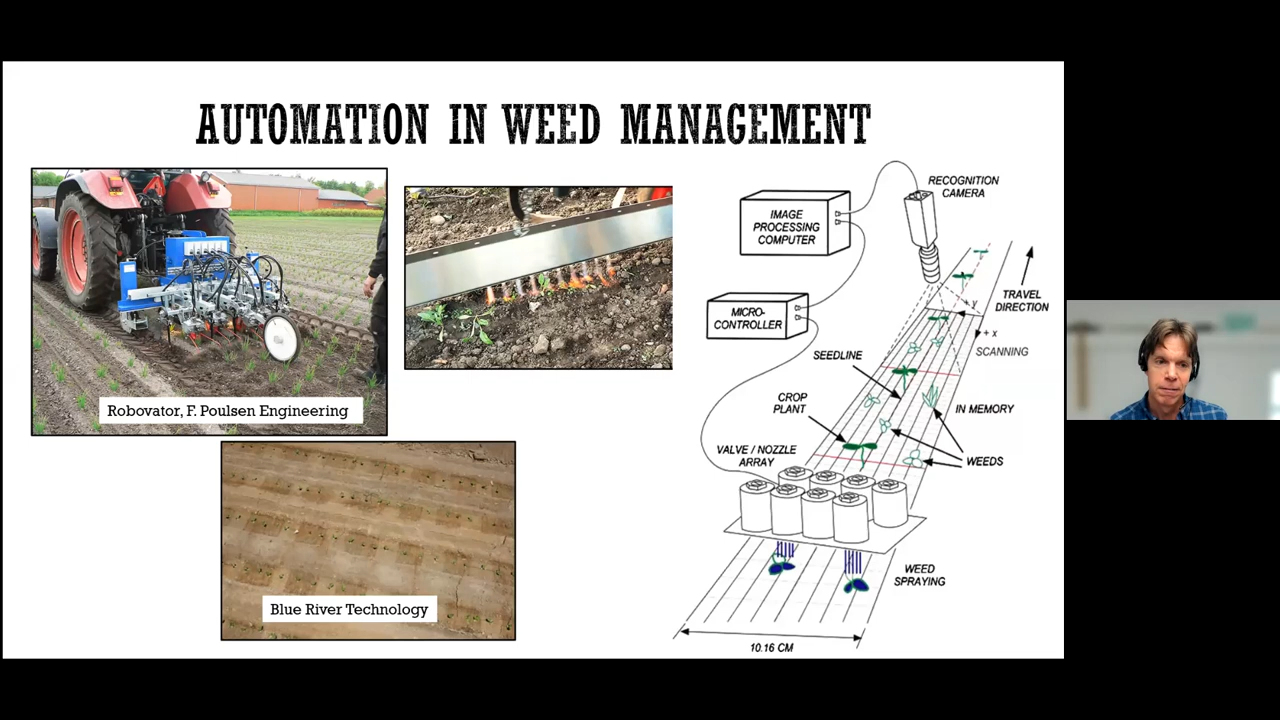 AUTOMATION IN WEED MANAGEMENT
Robovator, F. Poulsen Engineering
Blue River Technology
RECOGNITION
CAMERA
IMAGE
PROCESSING
COMPUTER
MICRO-
CONTROLLER
TRAVEL
DIRECTION
+ y
+ x
SCANNING
SEEDLINE
CROP
PLANT
IN MEMORY
VALVE / NOZZLE
ARRAY
WEEDS
WEED
SPRAYING
10.16 CM